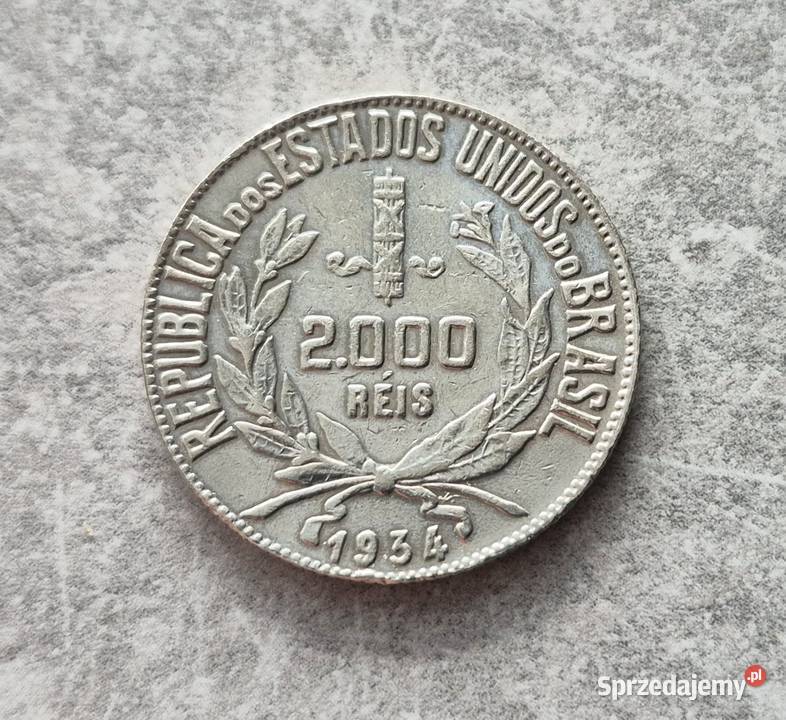 REPUBLICA DOS ESTADOS UNIDOS DO BRASIL
2.000
RÉIS
1934
Sprzedajemy.pl